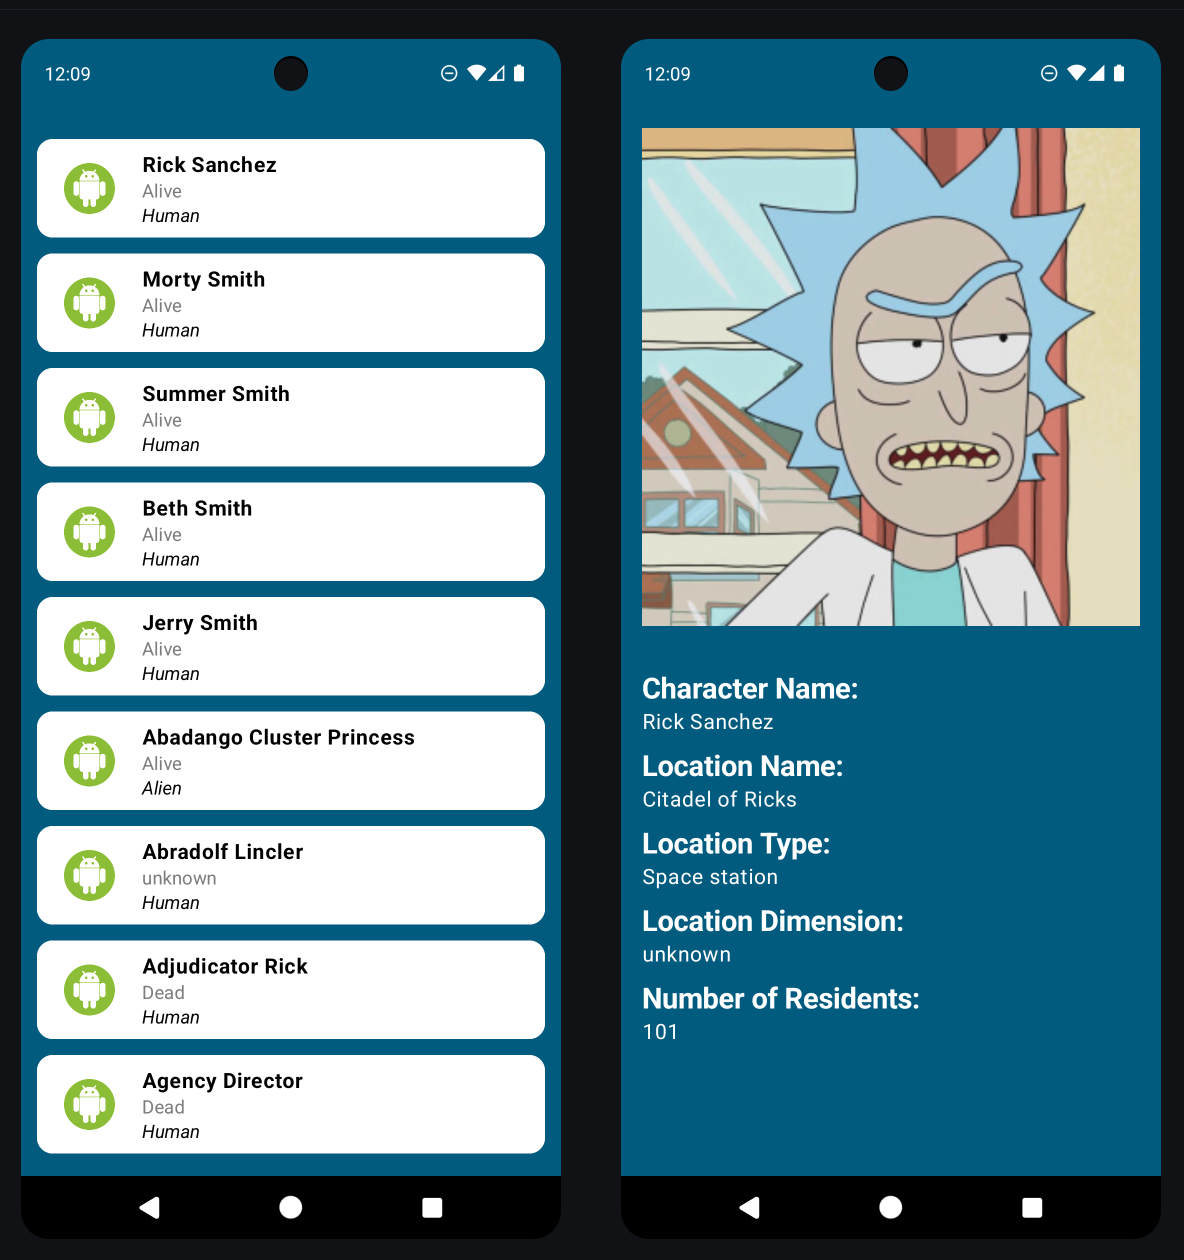 12:09
Rick Sanchez
Alive
Human
Morty Smith
Alive
Human
Summer Smith
Alive
Human
Beth Smith
Alive
Human
Jerry Smith
Alive
Human
Abadango Cluster Princess
Alive
Alien
Abradolf Lincler
unknown
Human
Adjudicator Rick
Dead
Human
Agency Director
Dead
Human
12:09
Character Name:
Rick Sanchez
Location Name:
Citadel of Ricks
Location Type:
Space station
Location Dimension:
unknown
Number of Residents:
101